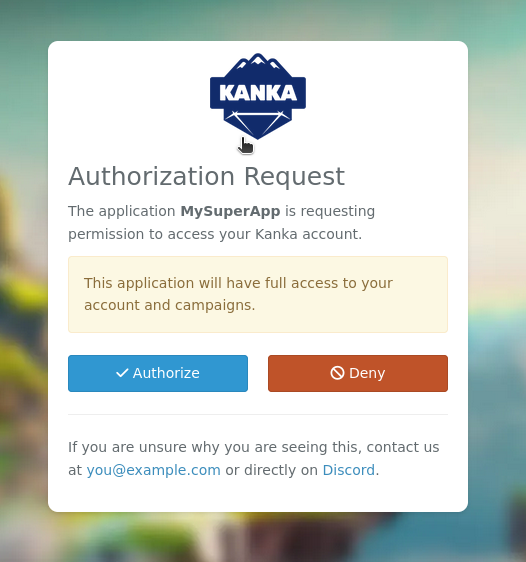 KANKA
Authorization Request
The application MySuperApp is requesting
permission to access your Kanka account.
This application will have full access to your
account and campaigns.
Authorize
Deny
If you are unsure why you are seeing this, contact us
at you@example.com or directly on Discord.